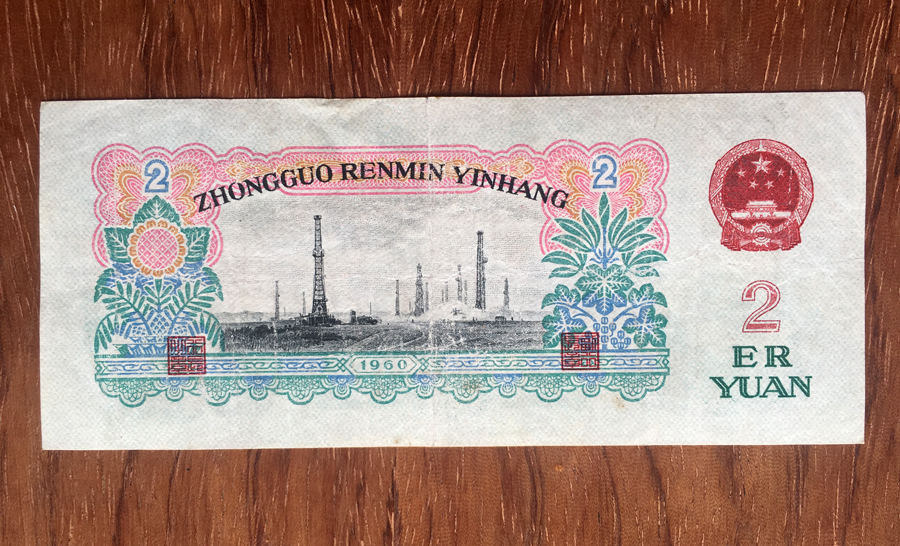 2
2
ZHONGGUO RENMIN YINHANG
1960
2
ER
YUAN